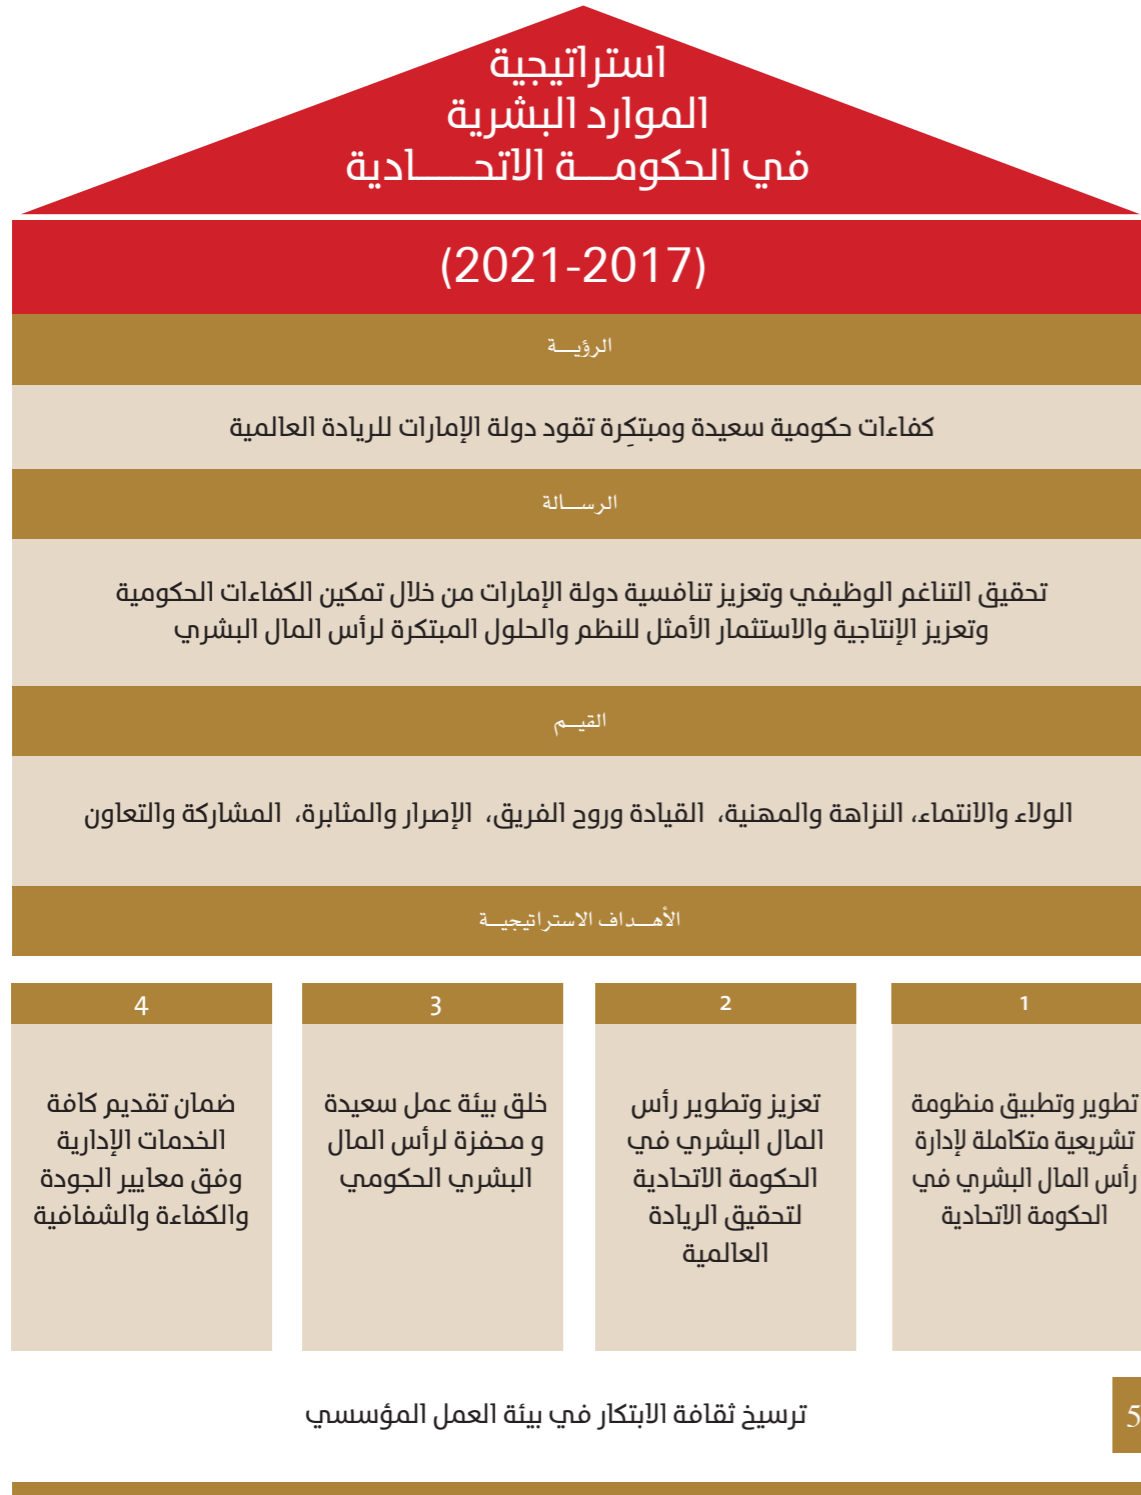 استراتيجية
الموارد البشرية
في الحكومـــة الاتحـــــادية
(2021-2017)
الرؤيـــة
كفاءات حكومية سعيدة ومبتكِرة تقود دولة الإمارات للريادة العالمية
الرســـالة
تحقيق التناغم الوظيفي وتعزيز تنافسية دولة الإمارات من خلال تمكين الكفاءات الحكومية
وتعزيز الإنتاجية والاستثمار الأمثل للنظم والحلول المبتكرة لرأس المال البشري
القيـــم
الولاء والانتماء، النزاهة والمهنية، القيادة وروح الفريق، الإصرار والمثابرة، المشاركة والتعاون
الأهـــداف الاستراتيجيـــة
1
تطوير وتطبيق منظومة
تشريعية متكاملة لإدارة
رأس المال البشري في
الحكومة الاتحادية
2
تعزيز وتطوير رأس
المال البشري في
الحكومة الاتحادية
لتحقيق الريادة
العالمية
3
خلق بيئة عمل سعيدة
و محفزة لرأس المال
البشري الحكومي
4
ضمان تقديم كافة
الخدمات الإدارية
وفق معايير الجودة
والكفاءة والشفافية
5
ترسيخ ثقافة الابتكار في بيئة العمل المؤسسي